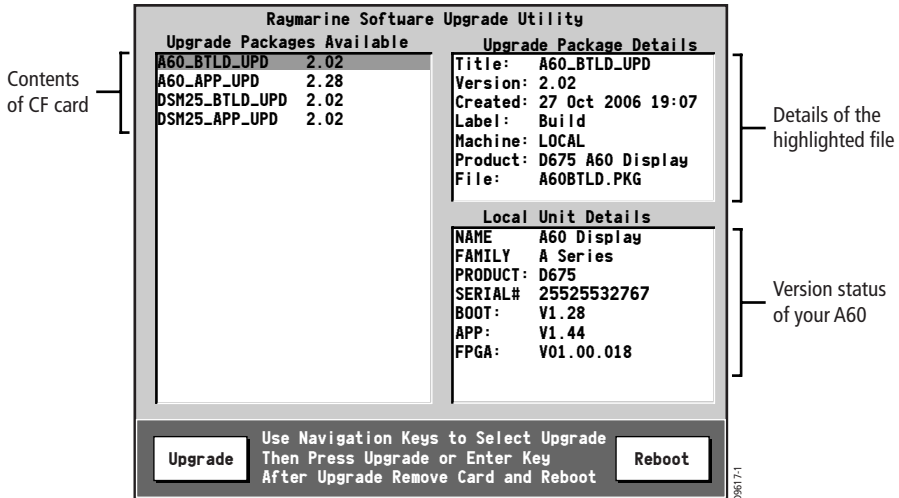 Raymarine Software Upgrade Utility
Upgrade Packages Available
A60_BTLD_UPD 2.02
A60_APP_UPD 2.28
DSM25_BTLD_UPD 2.02
DSM25_APP_UPD 2.02
Contents
of CF card
Upgrade Package Details
Title: A60_BTLD_UPD
Version: 2.02
Created: 27 Oct 2006 19:07
Label: Build
Machine: LOCAL
Product: D675 A60 Display
File: A60BTLD.PKG
Details of the
highlighted file
Local Unit Details
NAME A60 Display
FAMILY A Series
PRODUCT: D675
SERIAL# 25525532767
BOOT: V1.28
APP: V1.44
FPGA: V01.00.018
Version status
of your A60
Upgrade
Use Navigation Keys to Select Upgrade
Then Press Upgrade or Enter Key
After Upgrade Remove Card and Reboot
Reboot